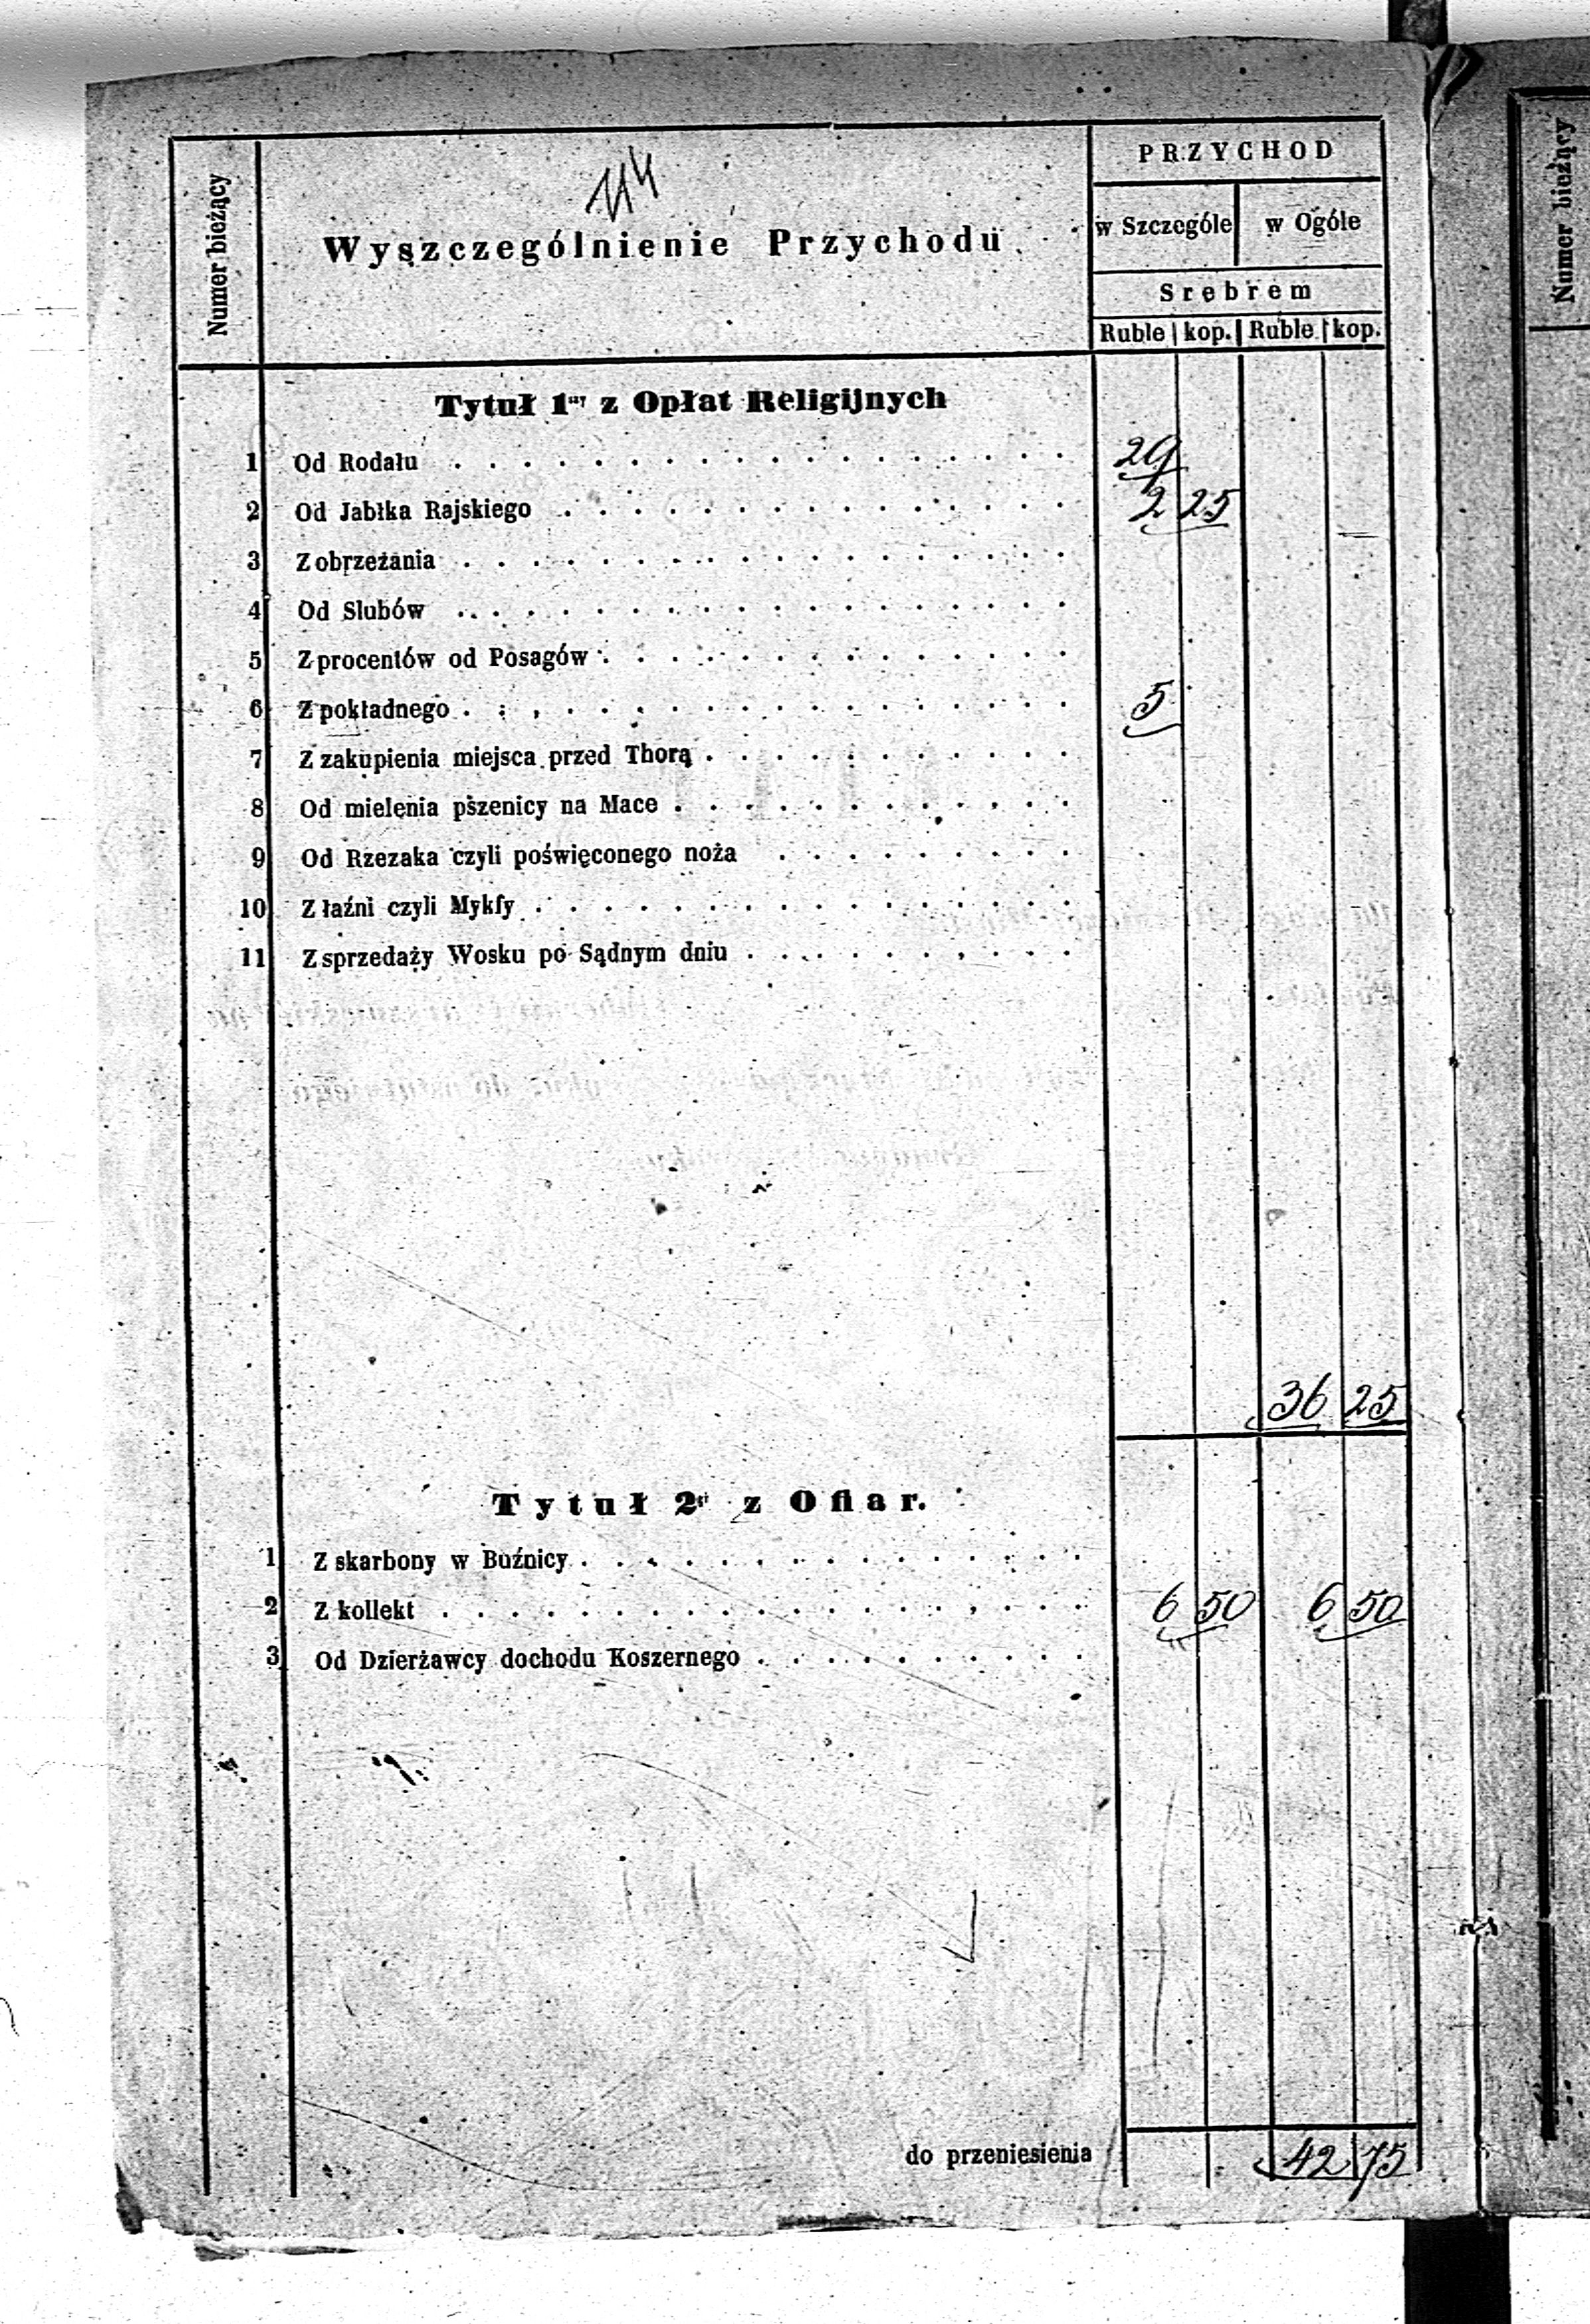 114
PRZYCHOD
Numer bieżący
Wyszczególnienie Przychodu
w Szczególe w Ogóle
Srebrem
Ruble kop. Ruble kop.
Tytuł 1szy z Opłat Religijnych
1 Od Rodału 29
2 Od Jabłka Rajskiego 2 25
3 Z obrzeżania
4 Od Slubów
5 Z procentów od Posagów
6 Z pokładnego 5
7 Z zakupienia miejsca przed Thorą
8 Od mielenia pszenicy na Mace
9 Od Rzezaka czyli poświęconego noża
10 Z łaźni czyli Mykfy
11 Z sprzedaży Wosku po Sądnym dniu
36 25
Tytuł 2gi z Ofiar.
1 Z skarbony w Buźnicy
2 Z kollekt 6 50 6 50
3 Od Dzierżawcy dochodu Koszernego
do przeniesienia 42 75
Numer bieżący